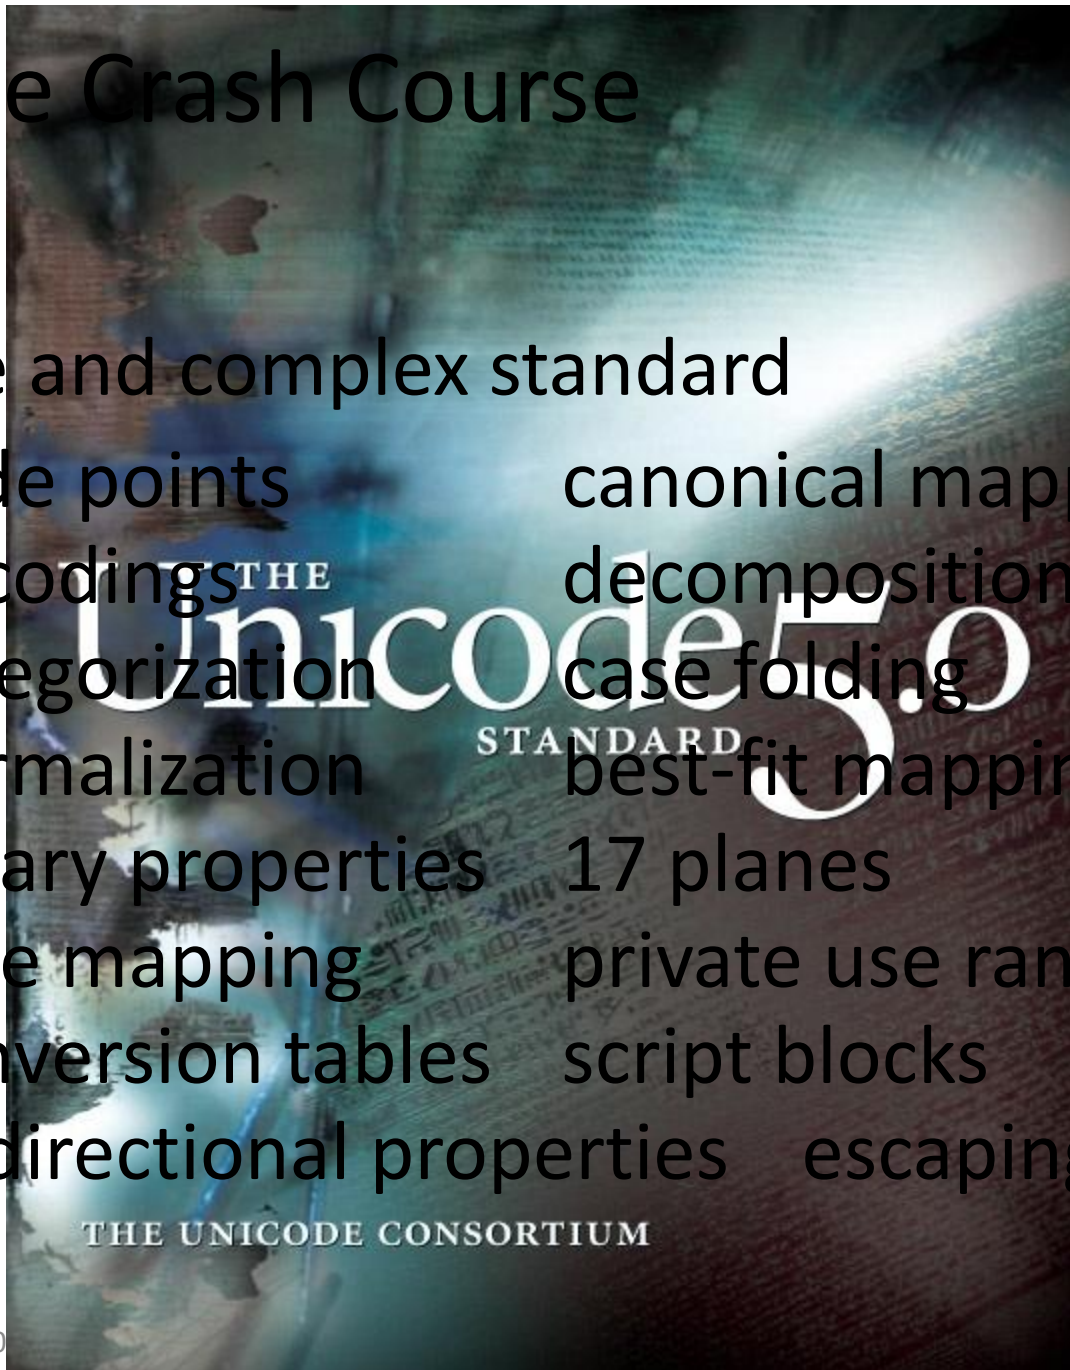 e Crash Course
e and complex standard
de points canonical mapp
codings decomposition
egorization case folding
rmalization best-fit mappin
ary properties 17 planes
e mapping private use ran
nversion tables script blocks
directional properties escaping
THE
Unicode 5.0
STANDARD
THE UNICODE CONSORTIUM